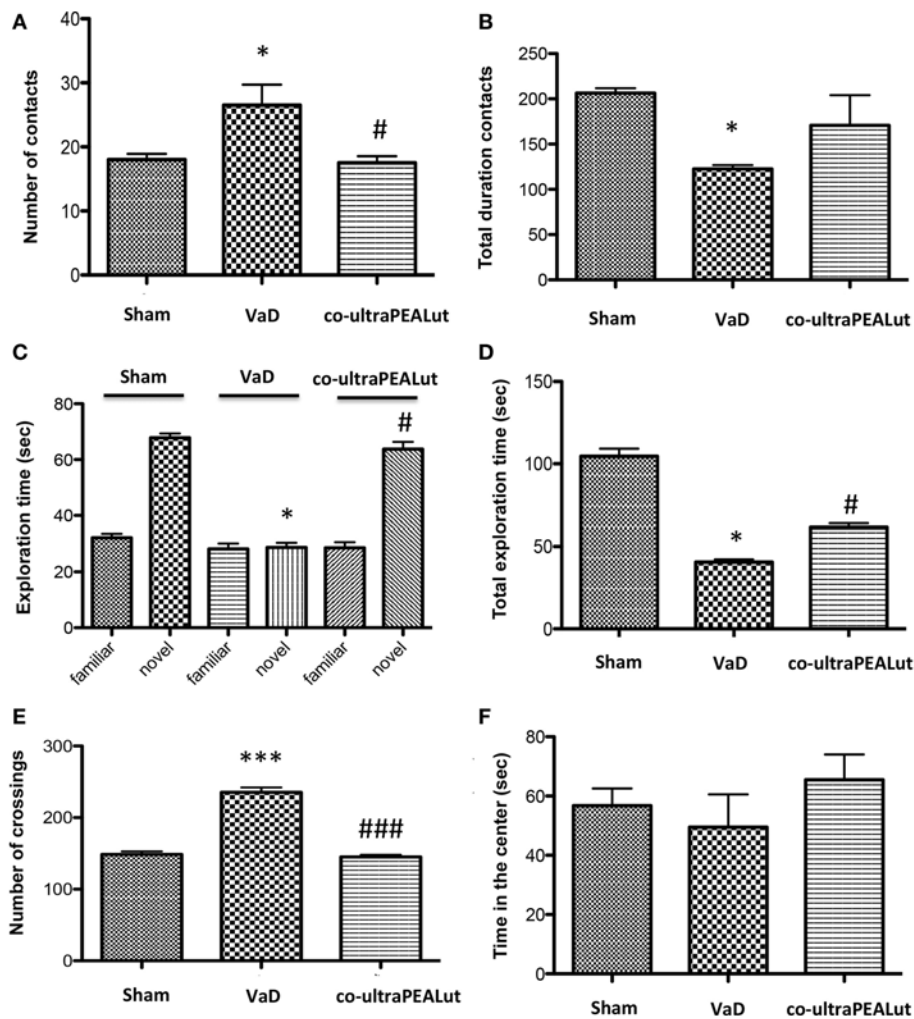 A
Number of contacts
40
30
20
10
0
*
#
Sham VaD co-ultraPEALut
B
Total duration contacts
250
200
150
100
50
0
*
Sham VaD co-ultraPEALut
C
Sham VaD co-ultraPEALut
Exploration time (sec)
80
60
40
20
0
*
#
familiar novel familiar novel familiar novel
D
Total exploration time (sec)
150
100
50
0
*
#
Sham VaD co-ultraPEALut
E
Number of crossings
300
200
100
0
***
###
Sham VaD co-ultraPEALut
F
Time in the center (sec)
80
60
40
20
0
Sham VaD co-ultraPEALut